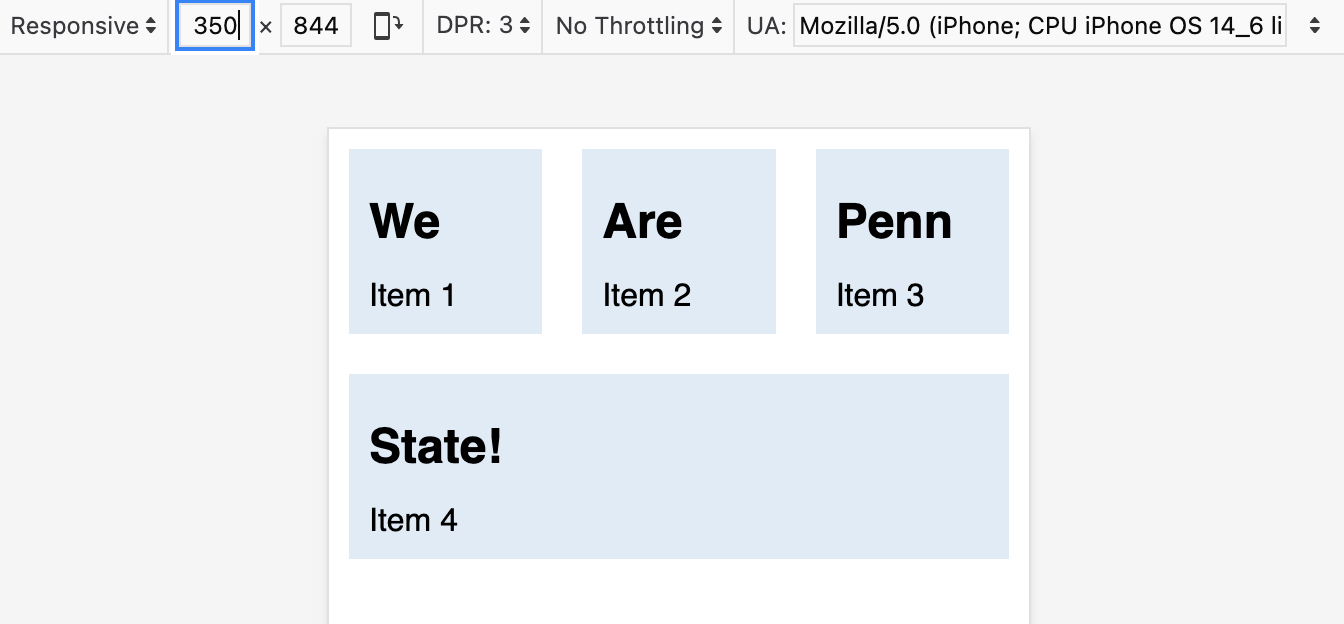 Responsive 350 × 844 DPR: 3 No Throttling UA: Mozilla/5.0 (iPhone; CPU iPhone OS 14_6 li
We Are Penn
Item 1 Item 2 Item 3
State!
Item 4